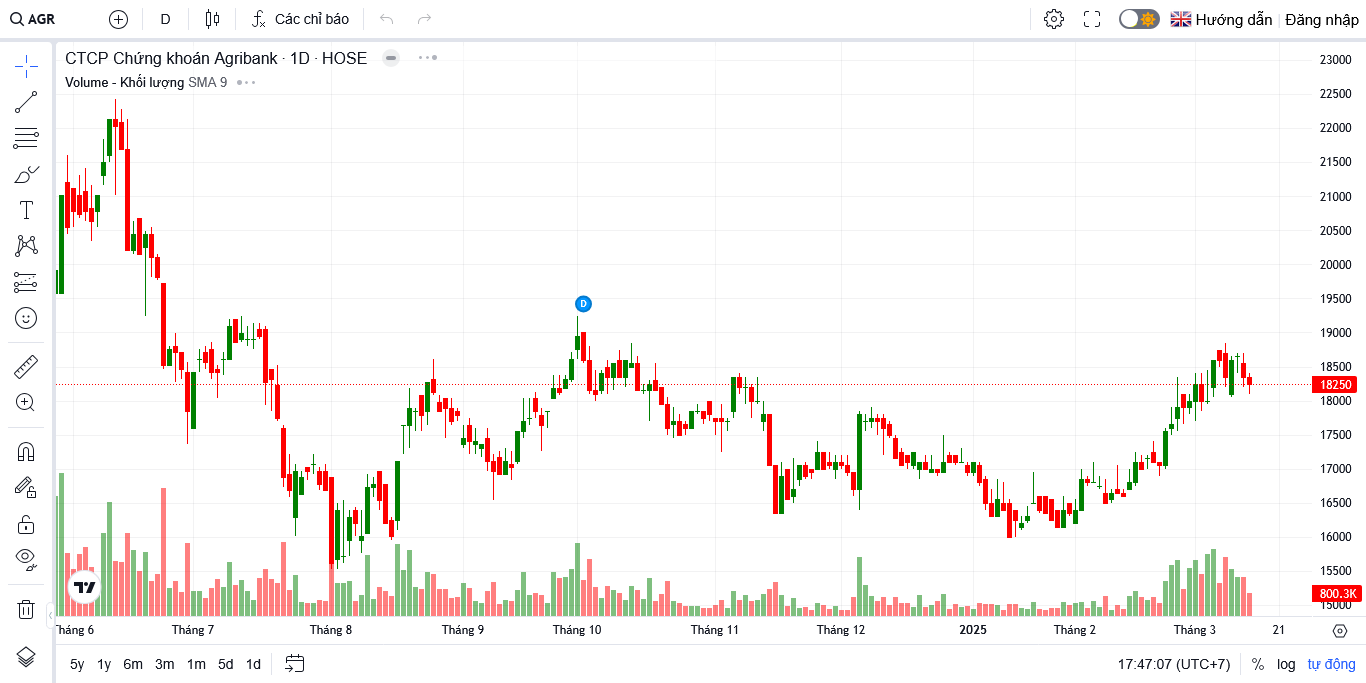 AGR D Các chỉ báo Hướng dẫn Đăng nhập
CTCP Chứng khoán Agribank · 1D · HOSE
Volume - Khối lượng SMA 9
D
23000
22500
22000
21500
21000
20500
20000
19500
19000
18500
18250
18000
17500
17000
16500
16000
15500
800.3K
15000
Tháng 6 Tháng 7 Tháng 8 Tháng 9 Tháng 10 Tháng 11 Tháng 12 2025 Tháng 2 Tháng 3 21
5y 1y 6m 3m 1m 5d 1d 17:47:07 (UTC+7) % log tự động